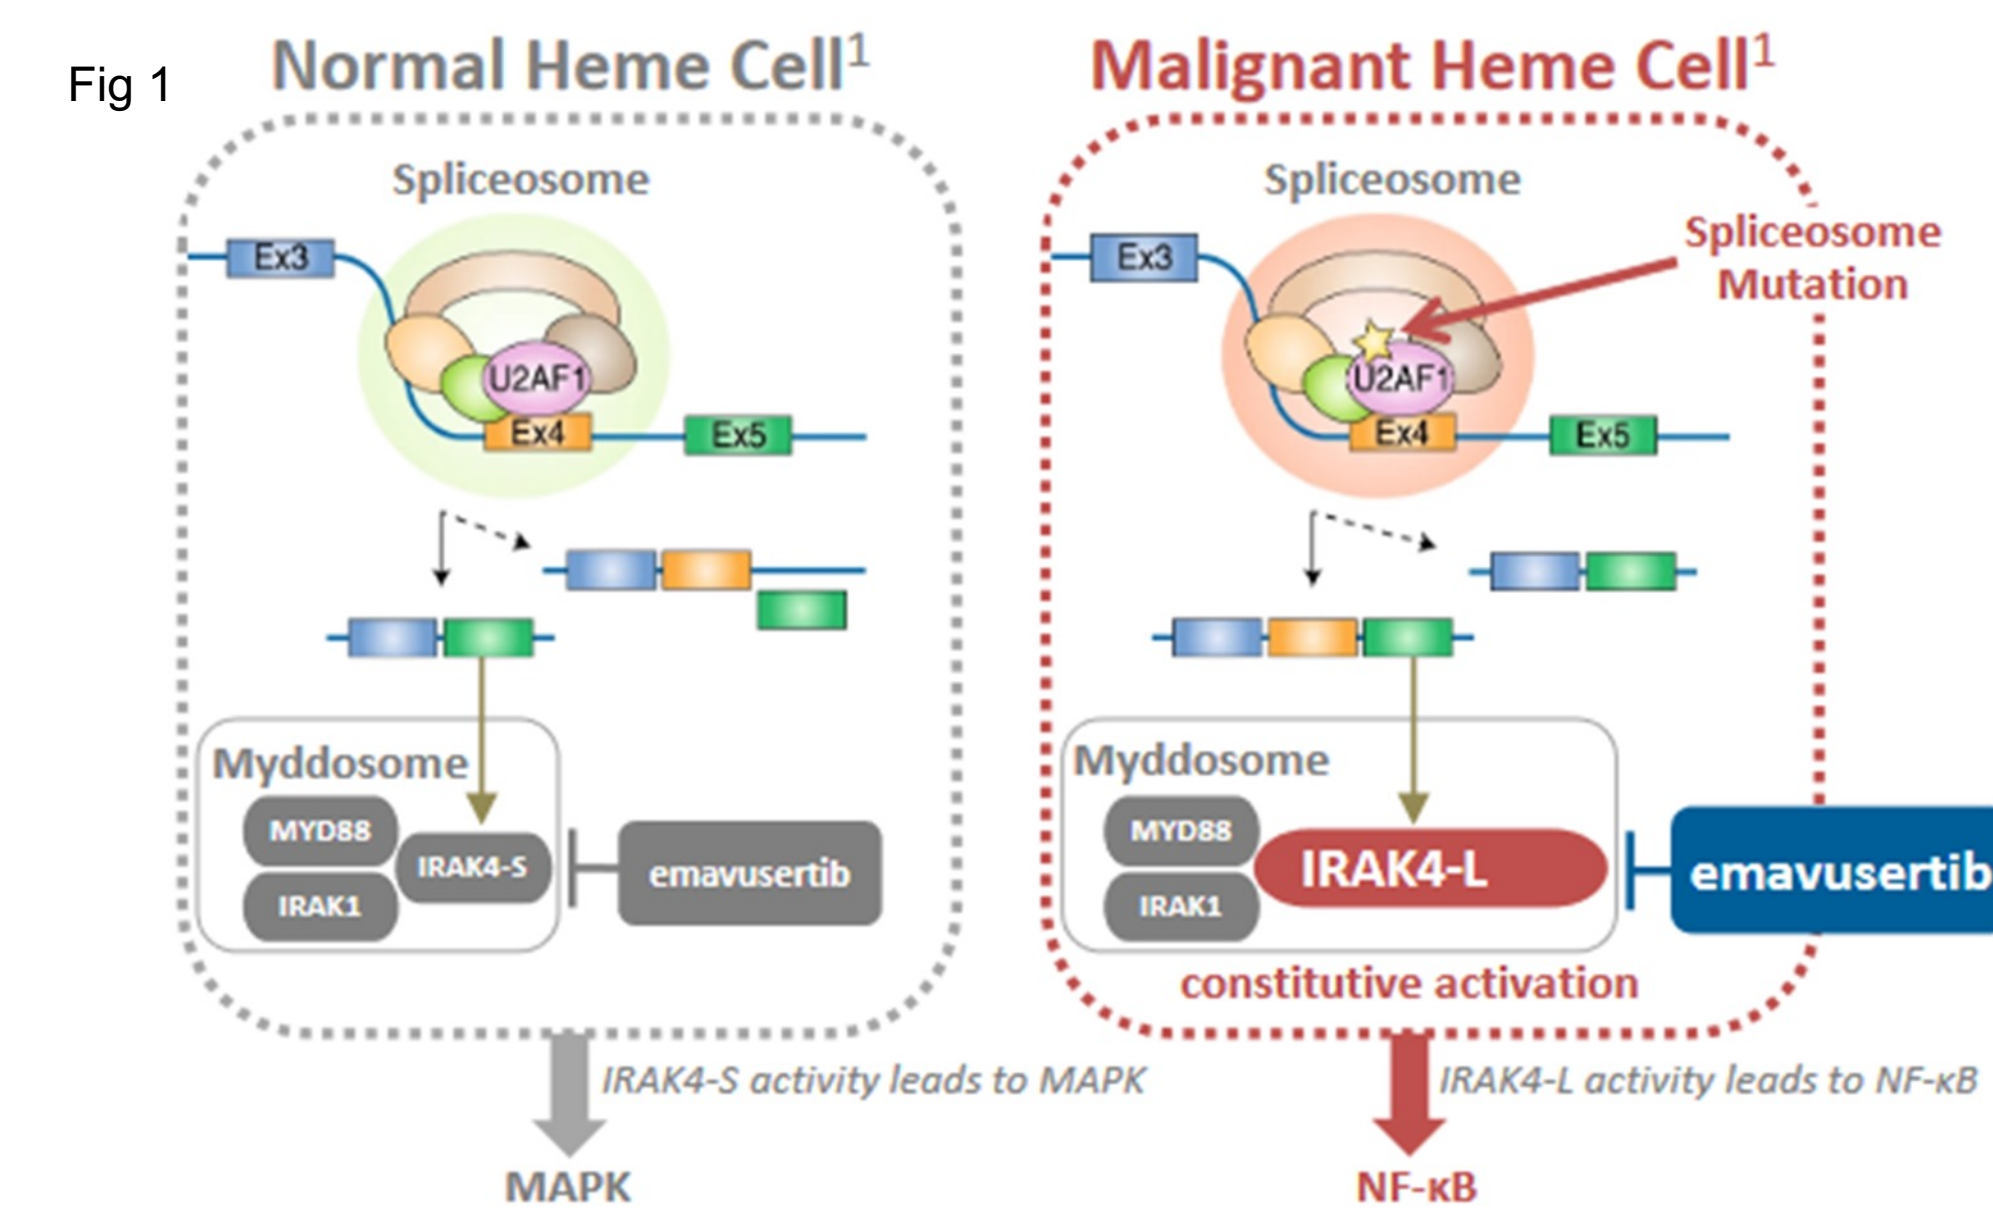 Fig 1
Normal Heme Cell¹
Spliceosome
Ex3
U2AF1
Ex4
Ex5
Myddosome
MYD88
IRAK1
IRAK4-S
emavusertib
IRAK4-S activity leads to MAPK
MAPK
Malignant Heme Cell¹
Spliceosome
Spliceosome
Mutation
Ex3
U2AF1
Ex4
Ex5
Myddosome
MYD88
IRAK1
IRAK4-L
emavusertib
constitutive activation
IRAK4-L activity leads to NF-κB
NF-κB